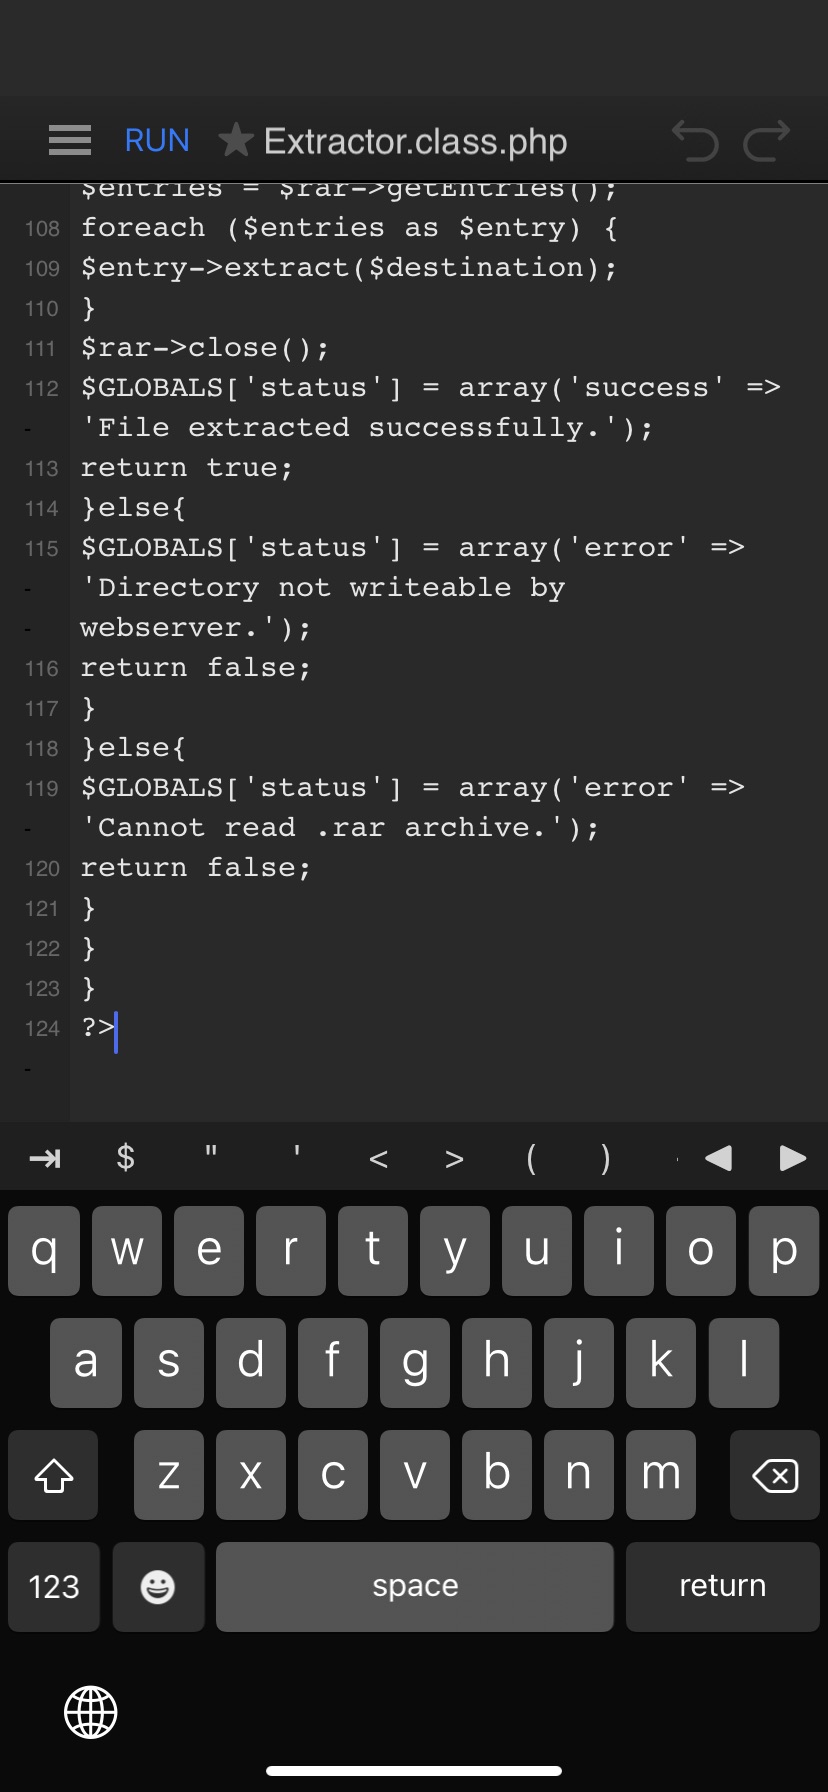 RUN ★ Extractor.class.php
$entries = $rar->getEntries();
108 foreach ($entries as $entry) {
109 $entry->extract($destination);
110 }
111 $rar->close();
112 $GLOBALS['status'] = array('success' =>
- 'File extracted successfully.');
113 return true;
114 }else{
115 $GLOBALS['status'] = array('error' =>
- 'Directory not writeable by
- webserver.');
116 return false;
117 }
118 }else{
119 $GLOBALS['status'] = array('error' =>
- 'Cannot read .rar archive.');
120 return false;
121 }
122 }
123 }
124 ?>
-
$ " ' < > ( )
q w e r t y u i o p
a s d f g h j k l
z x c v b n m
123 space return